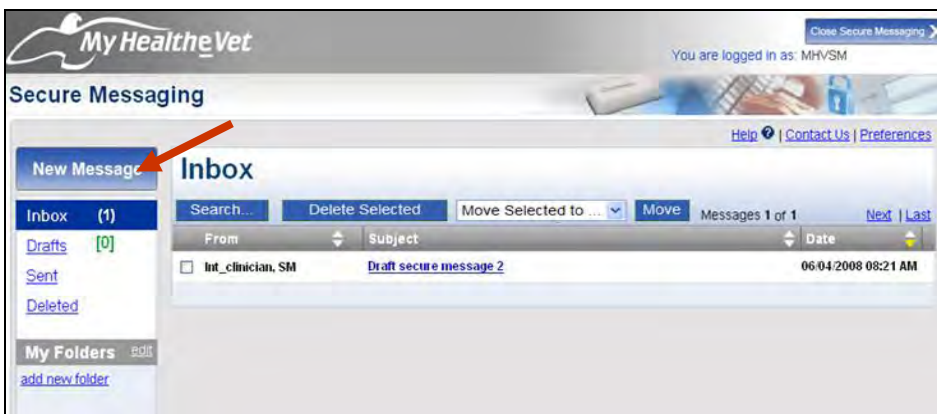 My HealtheVet
Close Secure Messaging
You are logged in as: MHVSM
Secure Messaging
Help ? | Contact Us | Preferences
New Message
Inbox
Inbox (1)
Search... Delete Selected Move Selected to ... Move Messages 1 of 1 Next | Last
From Subject Date
Drafts [0]
Int_clinician, SM Draft secure message 2 06/04/2008 08:21 AM
Sent
Deleted
My Folders edit
add new folder